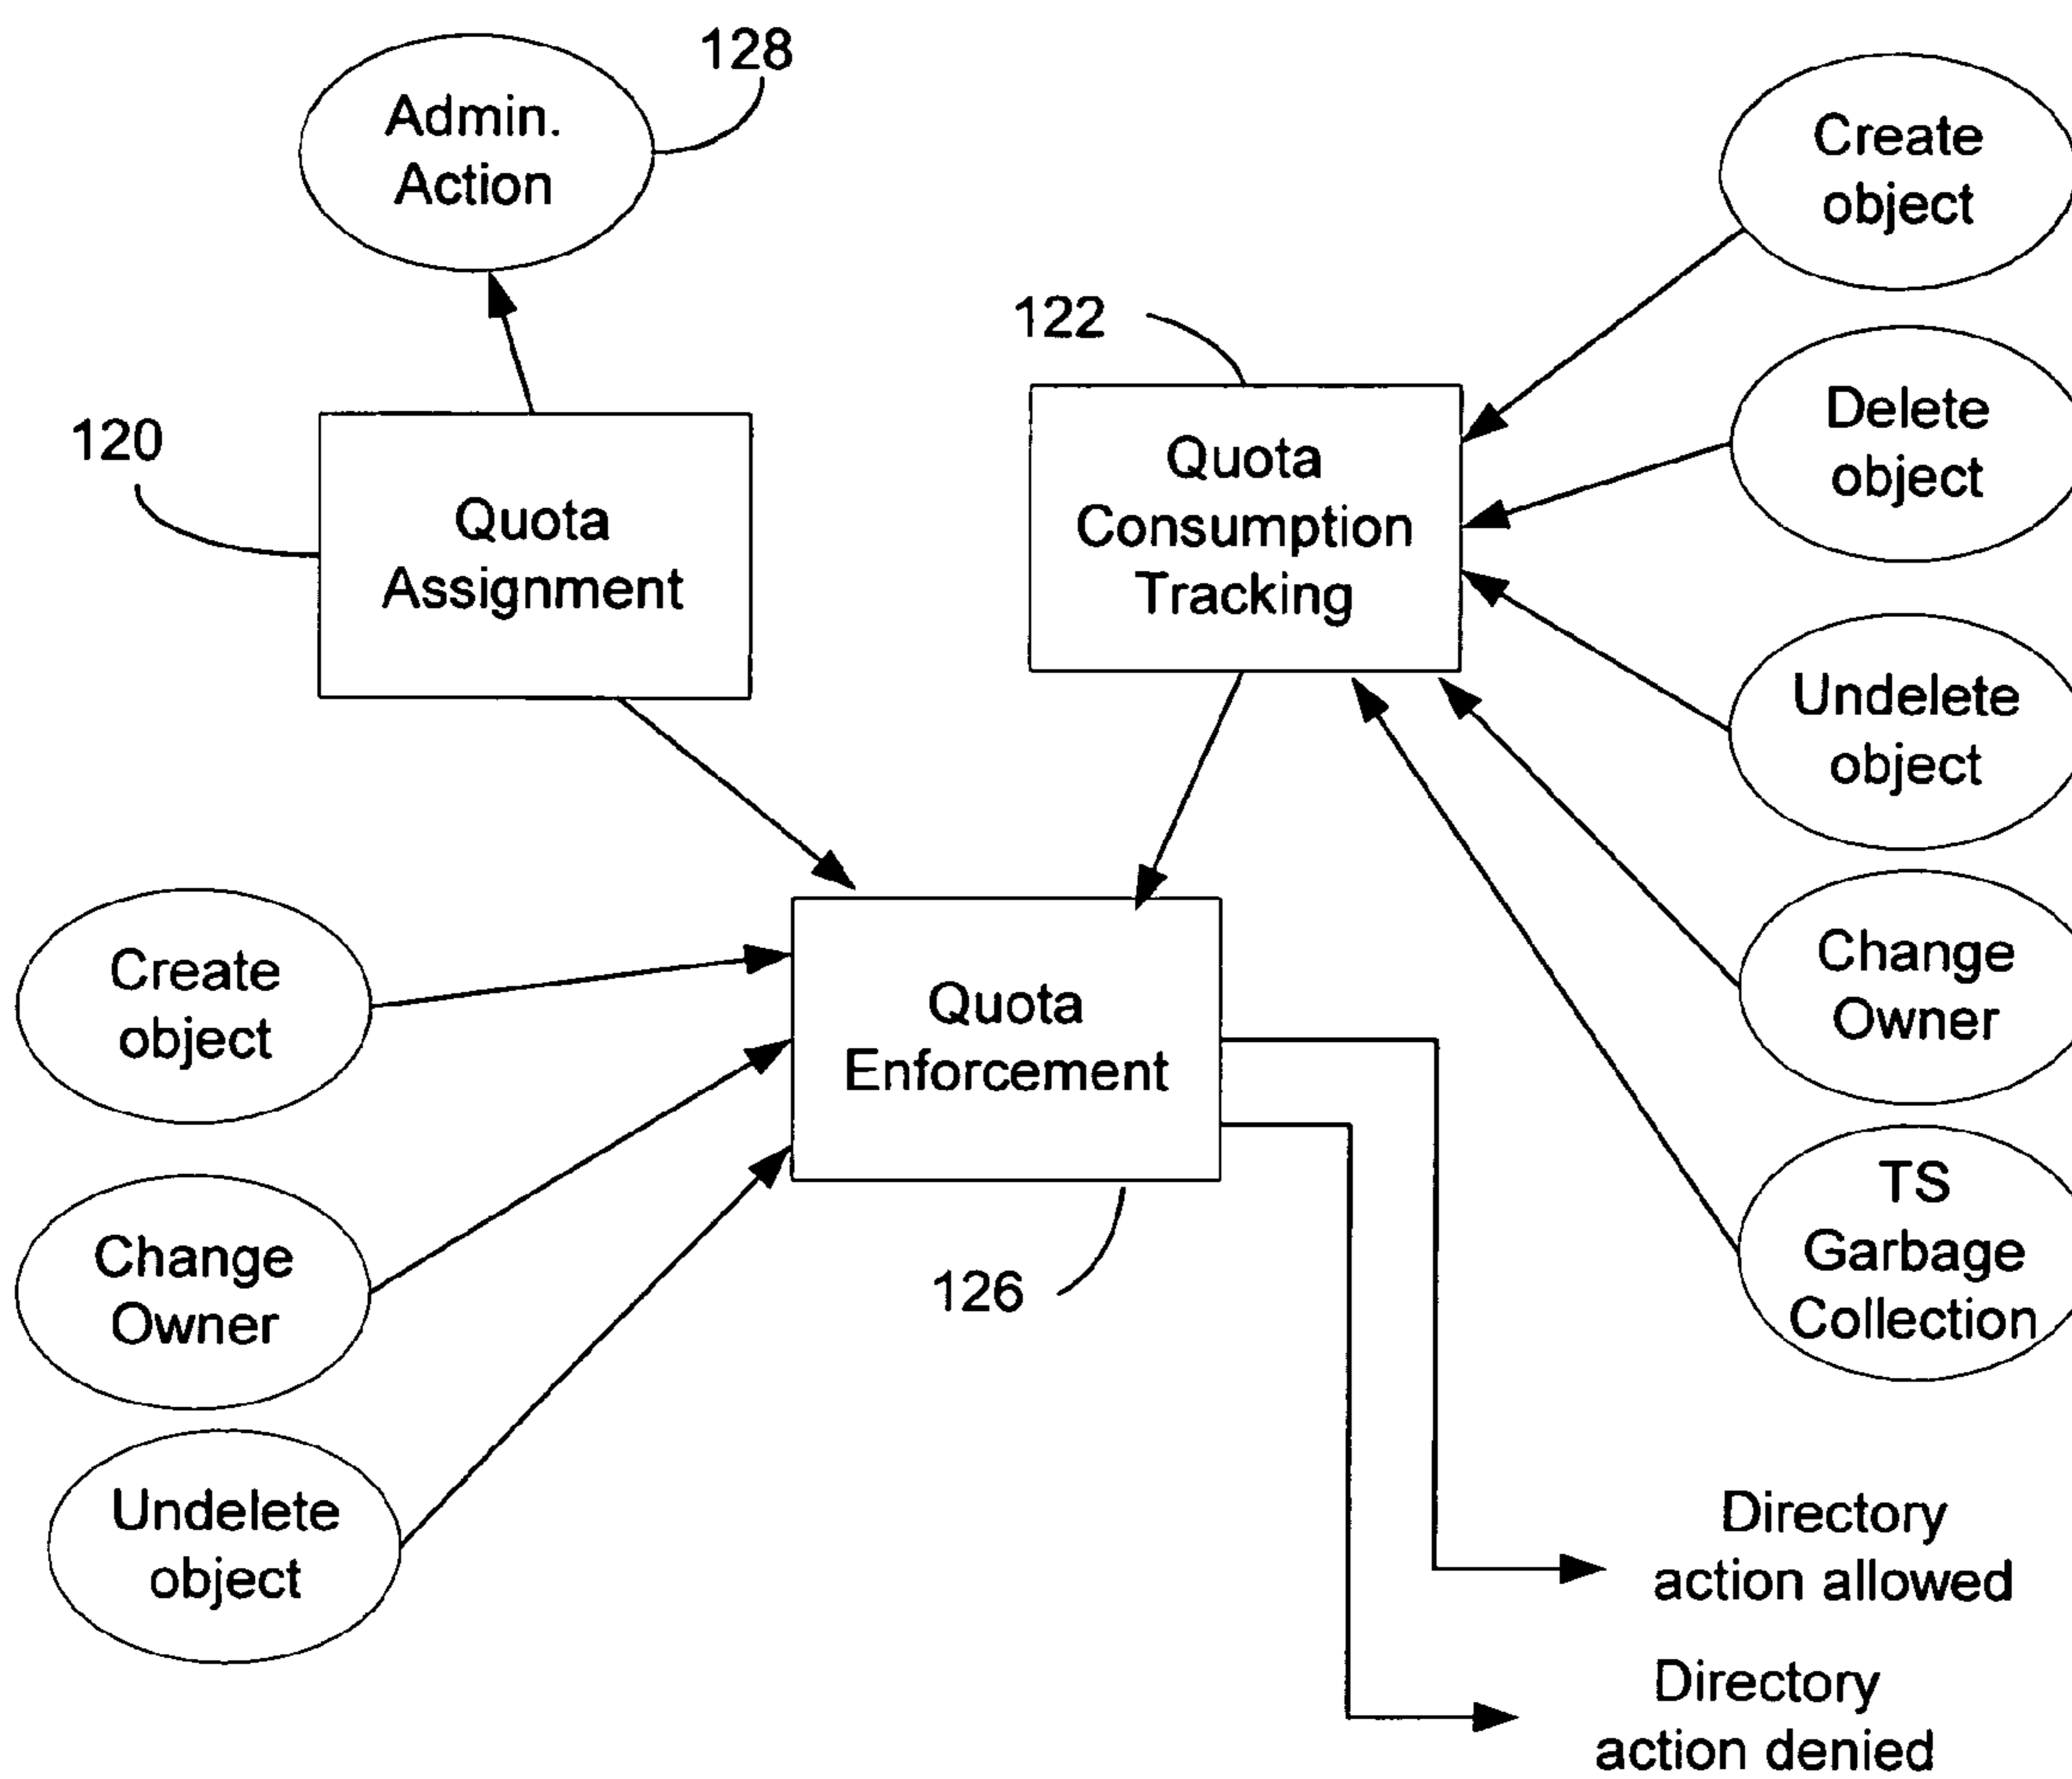 128
Admin.
Action
Create
object
122
120
Quota
Assignment
Quota
Consumption
Tracking
Delete
object
Undelete
object
Create
object
Quota
Enforcement
Change
Owner
Change
Owner
126
TS
Garbage
Collection
Undelete
object
Directory
action allowed
Directory
action denied